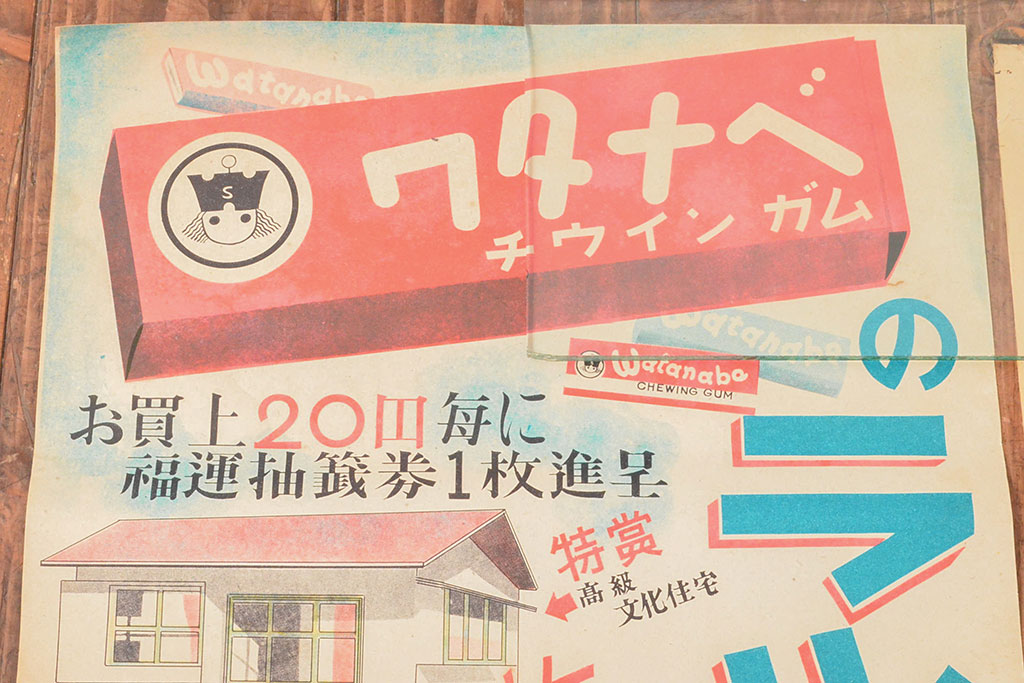 Watanabe
ワタナベ
チウインガム
S
Watanabe
Watanabe
CHEWING GUM
お買上20円毎に
福運抽籤券1枚進呈
特賞
高級
文化住宅
の